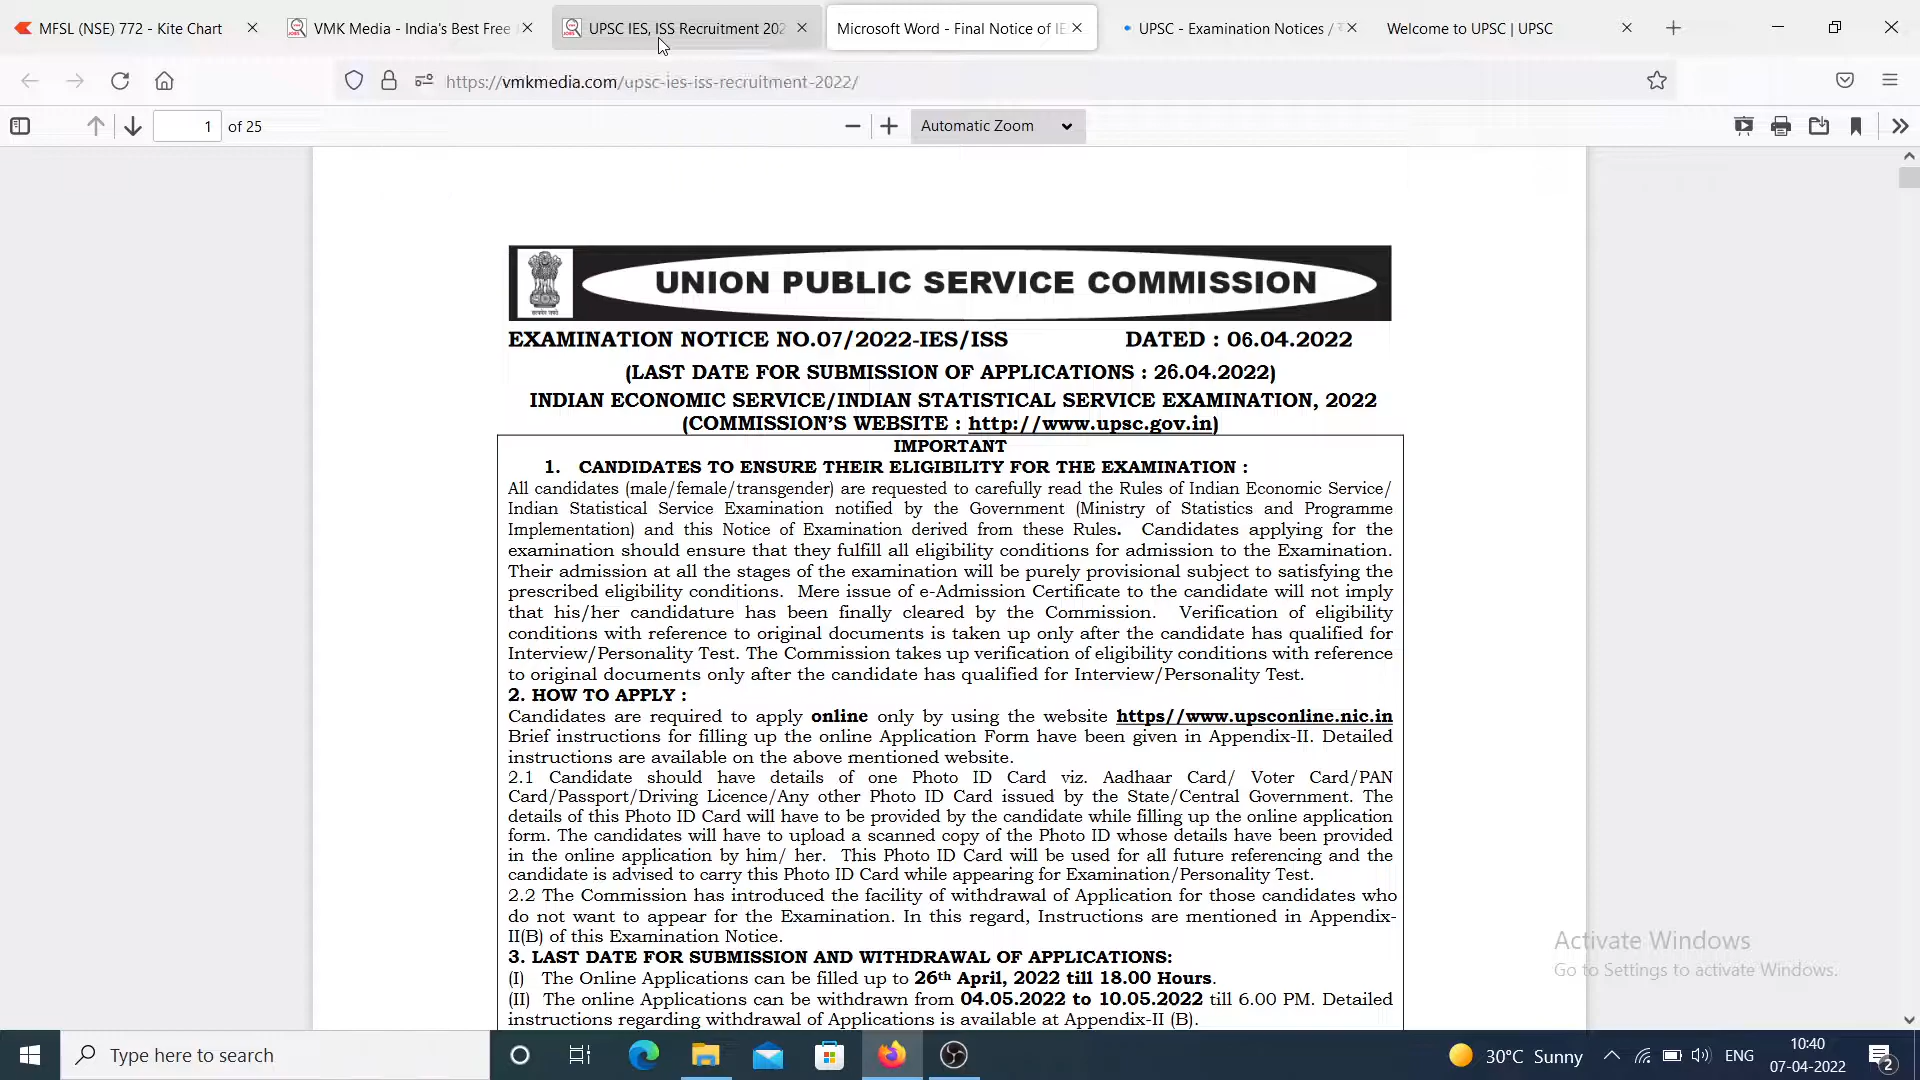 MFSL (NSE) 772 - Kite Chart
VMK Media - India's Best Free
UPSC IES, ISS Recruitment 202
Microsoft Word - Final Notice of IE
UPSC - Examination Notices /
Welcome to UPSC | UPSC
https://vmkmedia.com/upsc-ies-iss-recruitment-2022/
1 of 25
Automatic Zoom
UNION PUBLIC SERVICE COMMISSION
EXAMINATION NOTICE NO.07/2022-IES/ISS DATED : 06.04.2022
(LAST DATE FOR SUBMISSION OF APPLICATIONS : 26.04.2022)
INDIAN ECONOMIC SERVICE/INDIAN STATISTICAL SERVICE EXAMINATION, 2022
(COMMISSION'S WEBSITE : http://www.upsc.gov.in)
IMPORTANT
1. CANDIDATES TO ENSURE THEIR ELIGIBILITY FOR THE EXAMINATION :
All candidates (male/female/transgender) are requested to carefully read the Rules of Indian Economic Service/
Indian Statistical Service Examination notified by the Government (Ministry of Statistics and Programme
Implementation) and this Notice of Examination derived from these Rules. Candidates applying for the
examination should ensure that they fulfill all eligibility conditions for admission to the Examination.
Their admission at all the stages of the examination will be purely provisional subject to satisfying the
prescribed eligibility conditions. Mere issue of e-Admission Certificate to the candidate will not imply
that his/her candidature has been finally cleared by the Commission. Verification of eligibility
conditions with reference to original documents is taken up only after the candidate has qualified for
Interview/Personality Test. The Commission takes up verification of eligibility conditions with reference
to original documents only after the candidate has qualified for Interview/Personality Test.
2. HOW TO APPLY :
Candidates are required to apply online only by using the website https//www.upsconline.nic.in
Brief instructions for filling up the online Application Form have been given in Appendix-II. Detailed
instructions are available on the above mentioned website.
2.1 Candidate should have details of one Photo ID Card viz. Aadhaar Card/ Voter Card/PAN
Card/Passport/Driving Licence/Any other Photo ID Card issued by the State/Central Government. The
details of this Photo ID Card will have to be provided by the candidate while filling up the online application
form. The candidates will have to upload a scanned copy of the Photo ID whose details have been provided
in the online application by him/ her. This Photo ID Card will be used for all future referencing and the
candidate is advised to carry this Photo ID Card while appearing for Examination/Personality Test.
2.2 The Commission has introduced the facility of withdrawal of Application for those candidates who
do not want to appear for the Examination. In this regard, Instructions are mentioned in Appendix-
II(B) of this Examination Notice.
3. LAST DATE FOR SUBMISSION AND WITHDRAWAL OF APPLICATIONS:
(I) The Online Applications can be filled up to 26th April, 2022 till 18.00 Hours.
(II) The online Applications can be withdrawn from 04.05.2022 to 10.05.2022 till 6.00 PM. Detailed
instructions regarding withdrawal of Applications is available at Appendix-II (B).
Activate Windows
Go to Settings to activate Windows.
Type here to search
30°C Sunny
ENG
10:40
07-04-2022
2